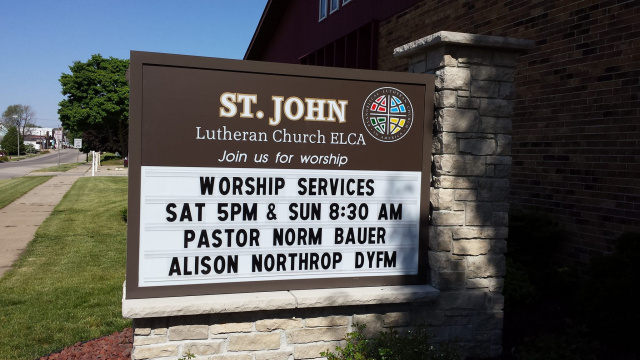 ST. JOHN
Lutheran Church ELCA
Join us for worship
WORSHIP SERVICES
SAT 5PM & SUN 8:30 AM
PASTOR NORM BAUER
ALISON NORTHROP DYFM